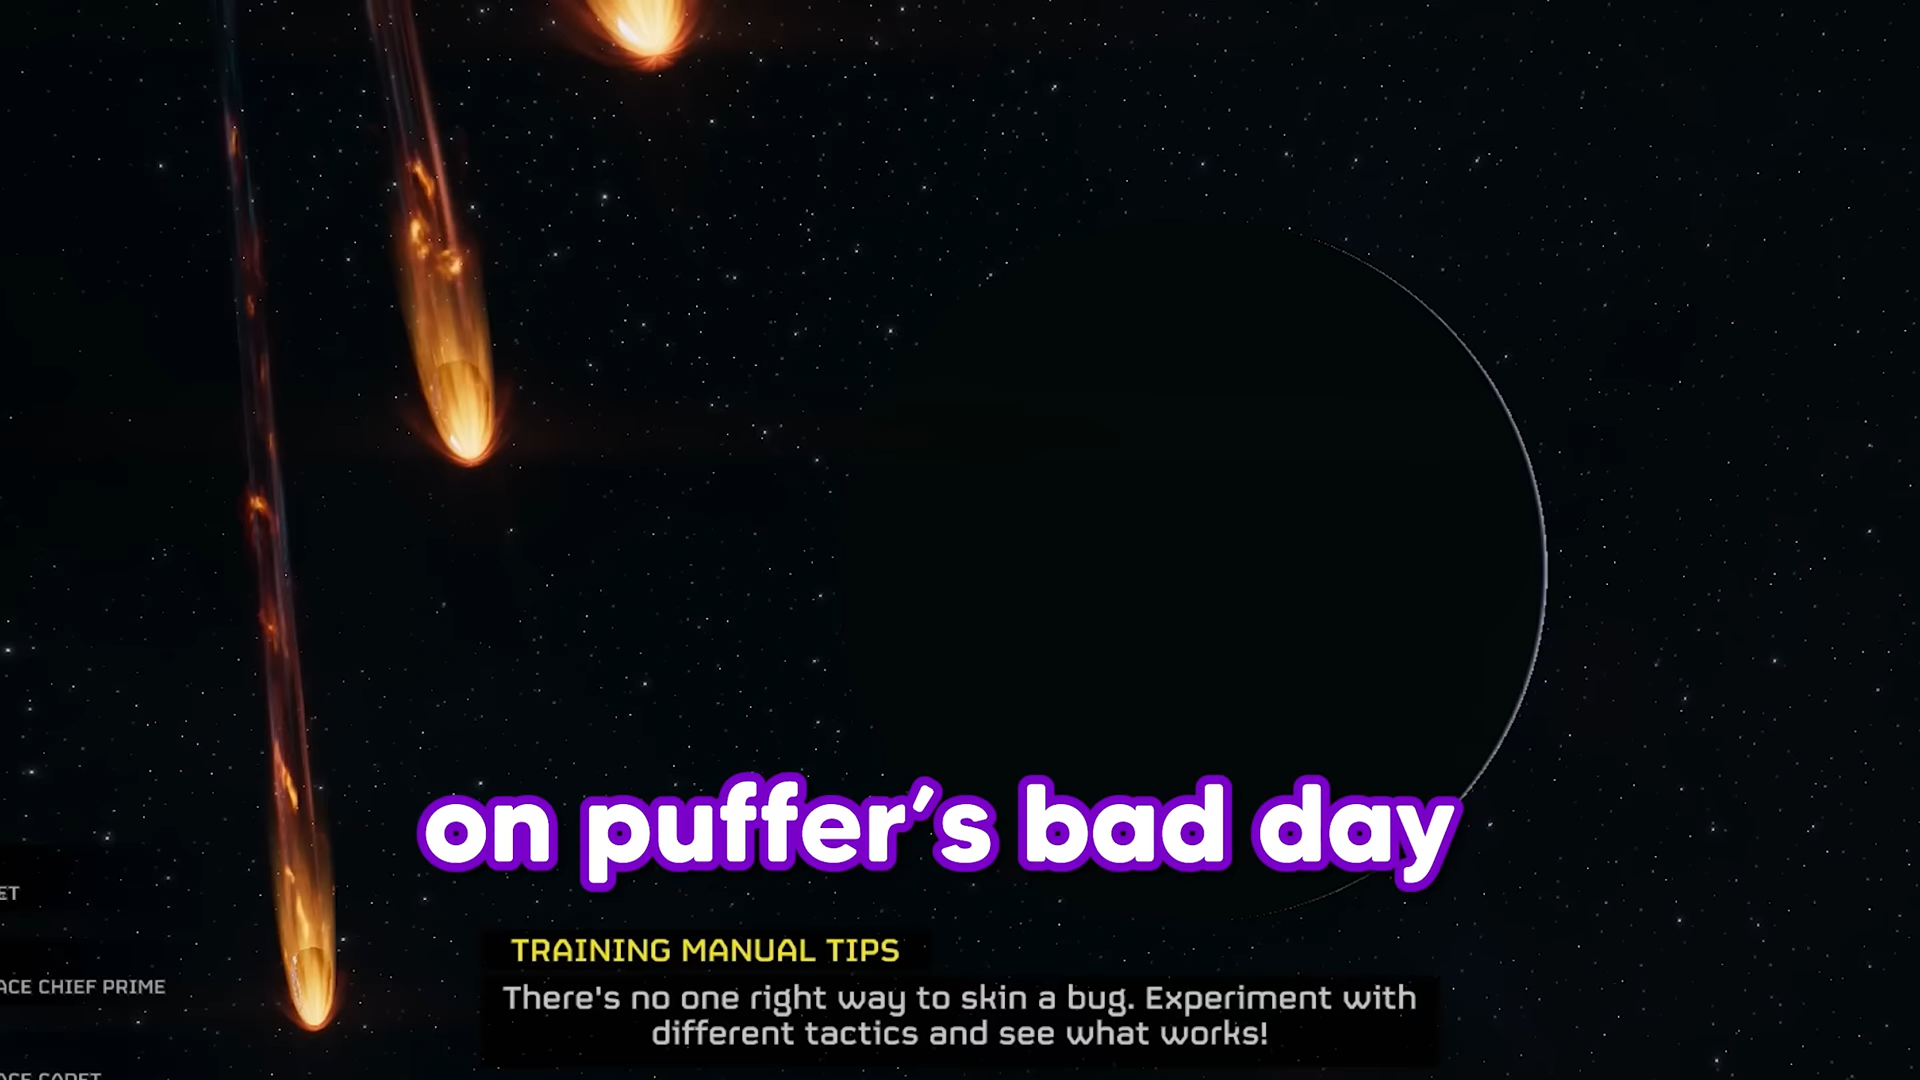 on puffer's bad day
TRAINING MANUAL TIPS
There's no one right way to skin a bug. Experiment with
different tactics and see what works!
CHIEF PRIME